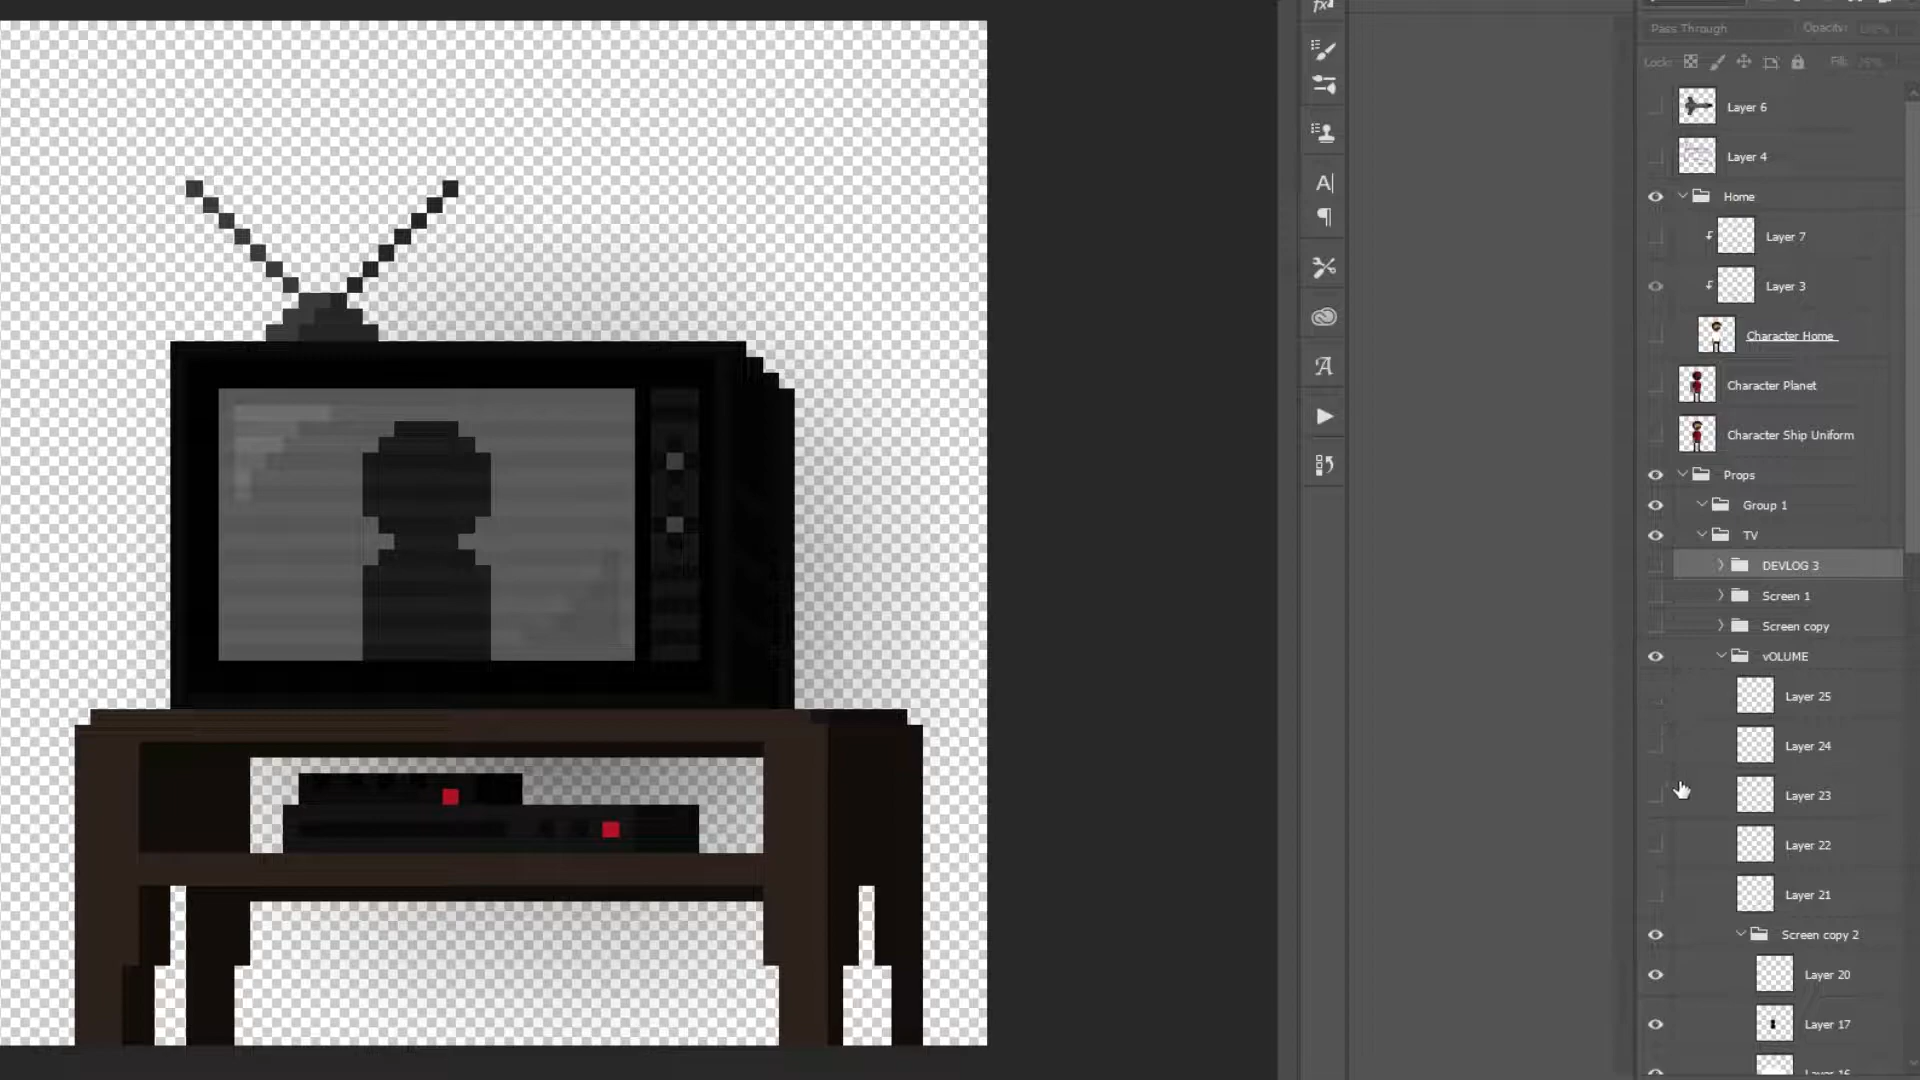 Pass Through
Opacity:
Lock:
Fill:
Layer 6
Layer 4
Home
Layer 7
Layer 3
Character Home
Character Planet
Character Ship Uniform
Props
Group 1
TV
DEVLOG 3
Screen 1
Screen copy
vOLUME
Layer 25
Layer 24
Layer 23
Layer 22
Layer 21
Screen copy 2
Layer 20
Layer 17